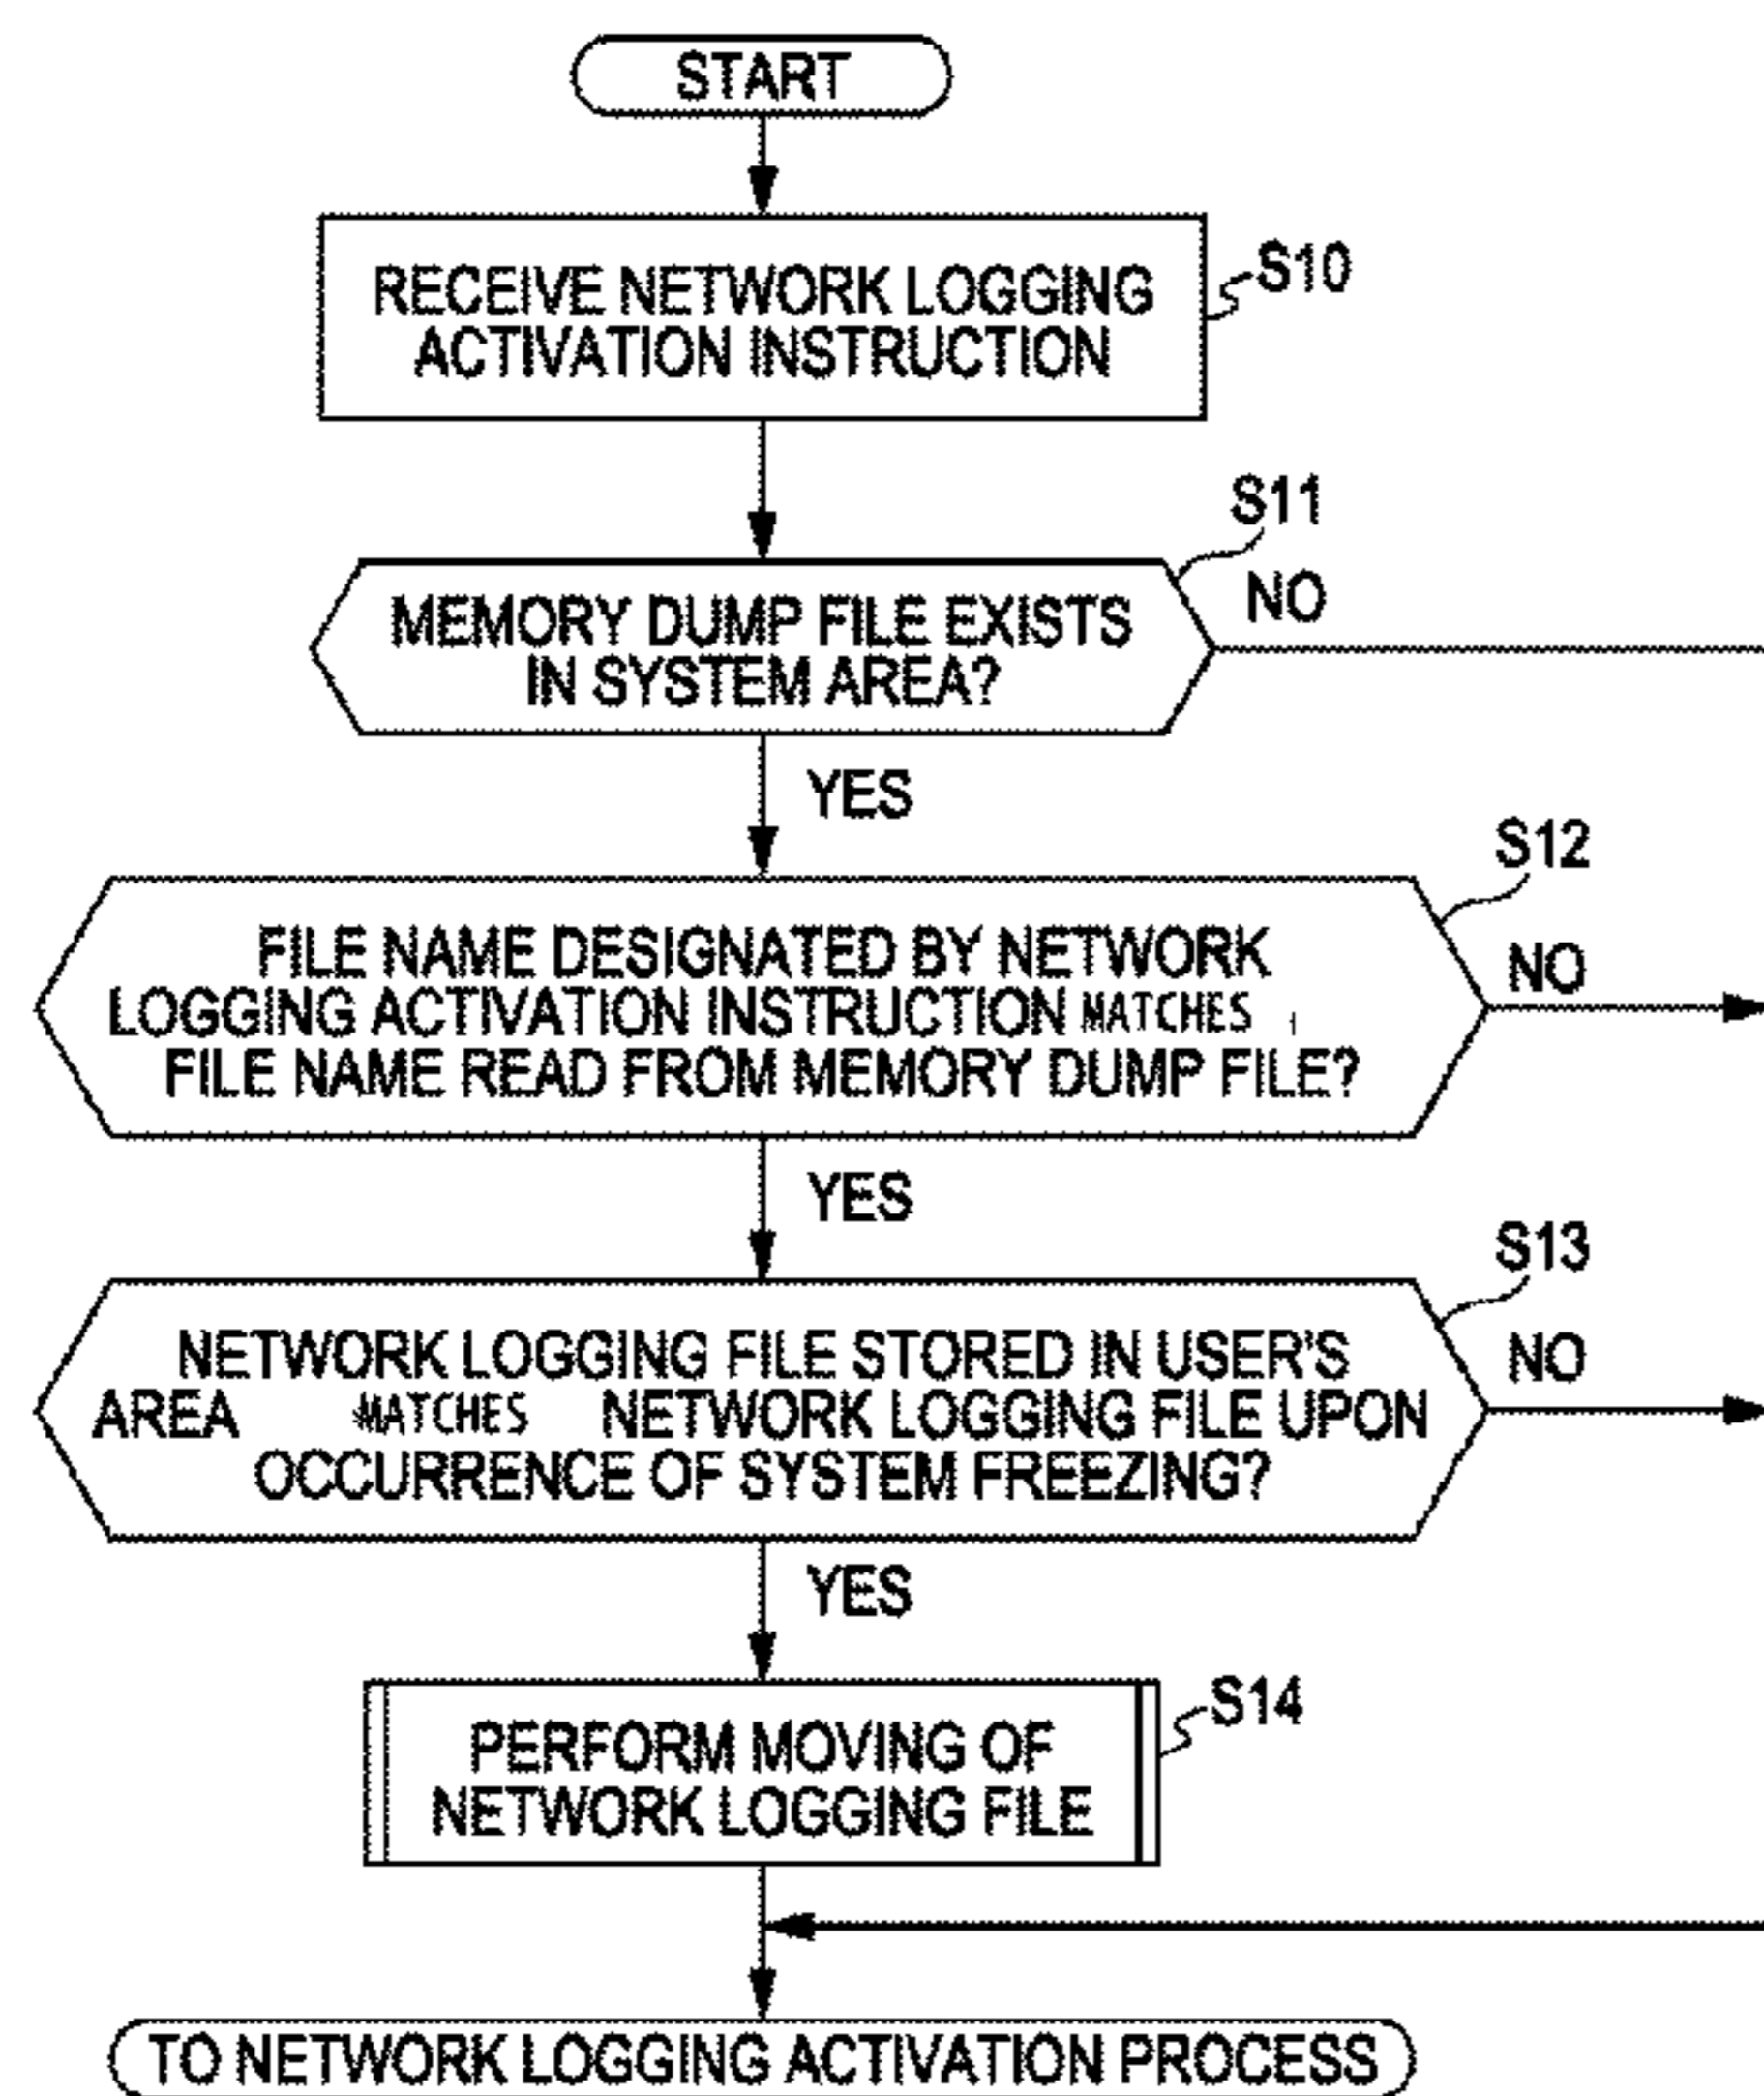 START
RECEIVE NETWORK LOGGING
ACTIVATION INSTRUCTION
S10
S11
MEMORY DUMP FILE EXISTS
IN SYSTEM AREA?
NO
YES
S12
FILE NAME DESIGNATED BY NETWORK
LOGGING ACTIVATION INSTRUCTION MATCHES
FILE NAME READ FROM MEMORY DUMP FILE?
NO
YES
S13
NETWORK LOGGING FILE STORED IN USER'S
AREA MATCHES NETWORK LOGGING FILE UPON
OCCURRENCE OF SYSTEM FREEZING?
NO
YES
S14
PERFORM MOVING OF
NETWORK LOGGING FILE
TO NETWORK LOGGING ACTIVATION PROCESS